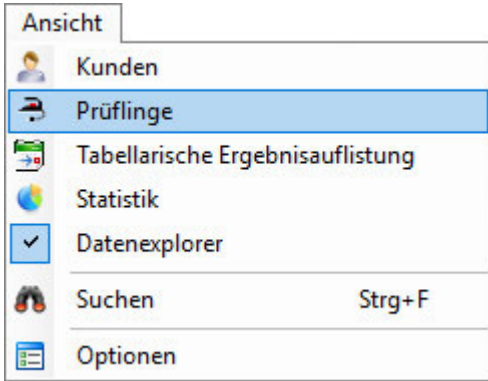 Ansicht
Kunden
Prüflinge
Tabellarische Ergebnisauflistung
Statistik
Datenexplorer
Suchen Strg+F
Optionen